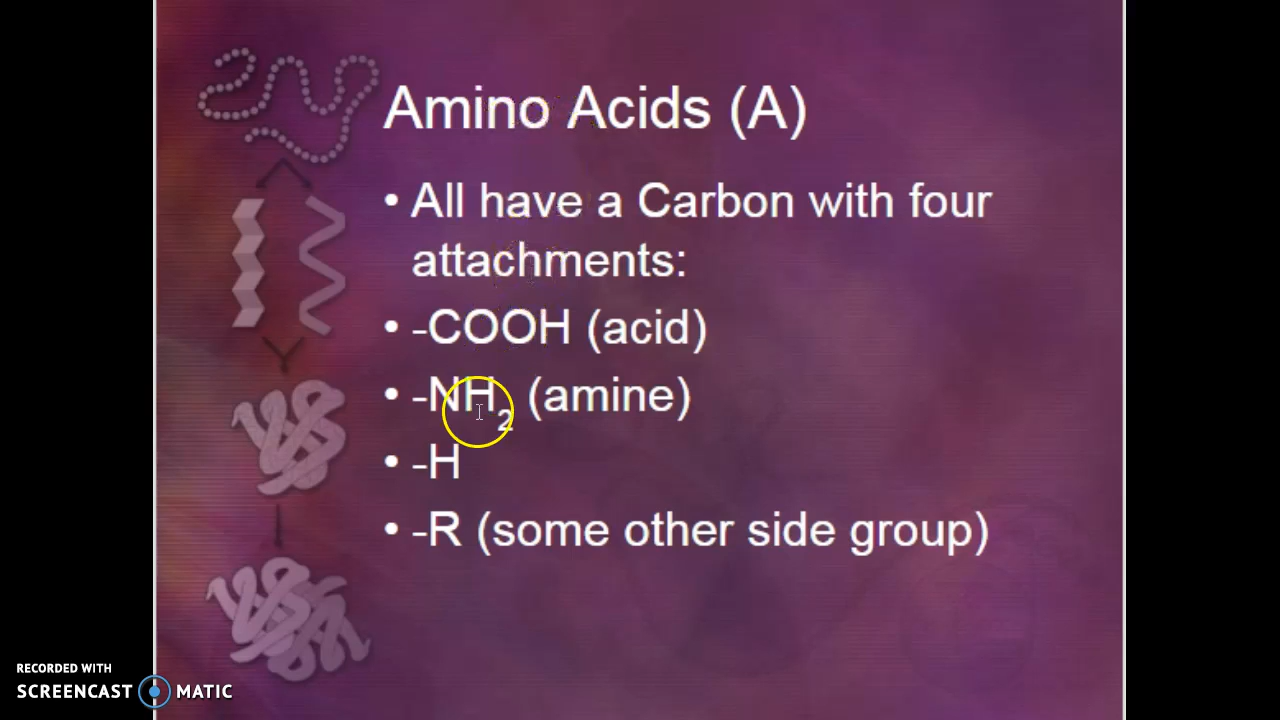 Amino Acids (A)
• All have a Carbon with four
attachments:
• -COOH (acid)
• -NH₂ (amine)
• -H
• -R (some other side group)
RECORDED WITH
SCREENCAST MATIC